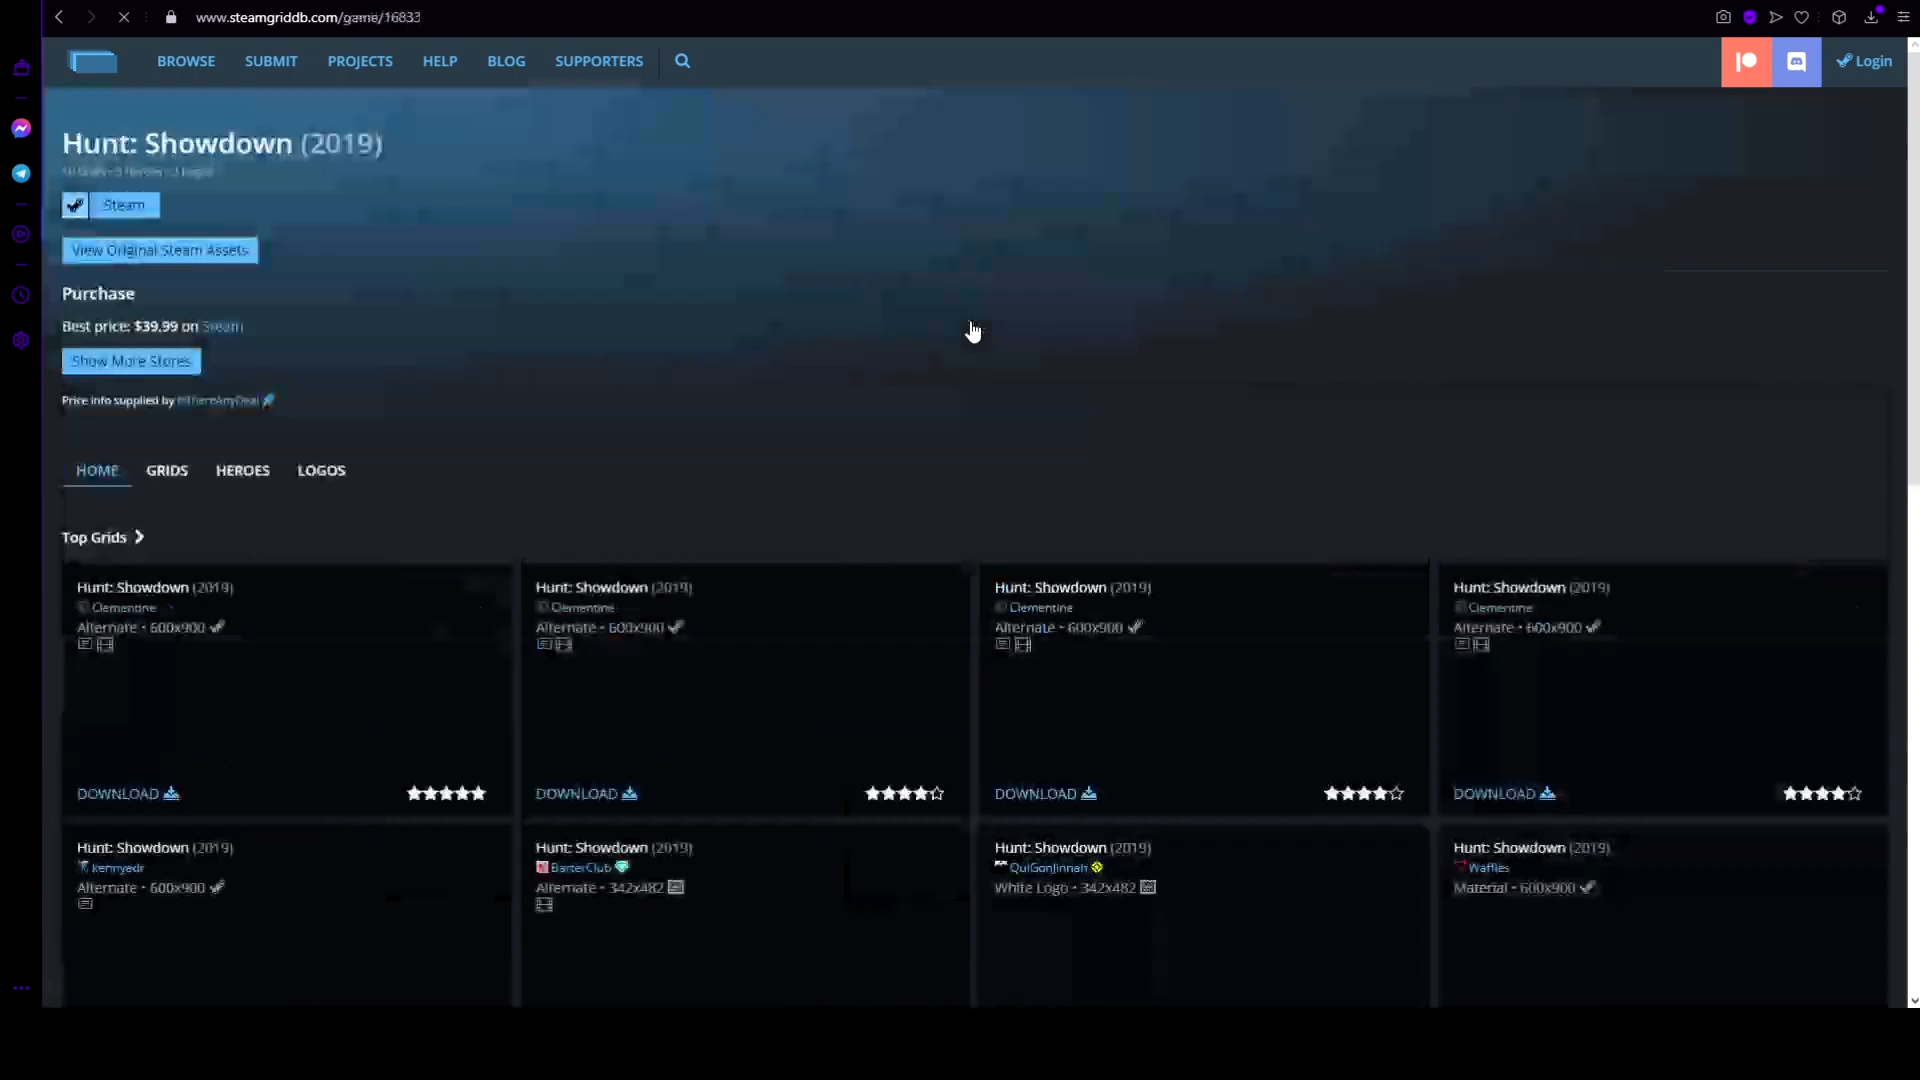 www.steamgriddb.com/game/16833
BROWSE SUBMIT PROJECTS HELP BLOG SUPPORTERS Login
Hunt: Showdown (2019)
Steam
View Original Steam Assets
Purchase
Best price: $39.99 on Steam
Show More Stores
Price info supplied by IsThereAnyDeal
HOME GRIDS HEROES LOGOS
Top Grids
Hunt: Showdown (2019) Hunt: Showdown (2019) Hunt: Showdown (2019) Hunt: Showdown (2019)
Clementine Clementine Clementine Clementine
Alternate • 600x900 Alternate • 600x900 Alternate • 600x900 Alternate • 600x900
DOWNLOAD DOWNLOAD DOWNLOAD DOWNLOAD
Hunt: Showdown (2019) Hunt: Showdown (2019) Hunt: Showdown (2019) Hunt: Showdown (2019)
BaxterClub QuiGonJinnah Waffles
Alternate • 600x900 Alternate • 342x482 White Logo • 342x482 Material • 600x900